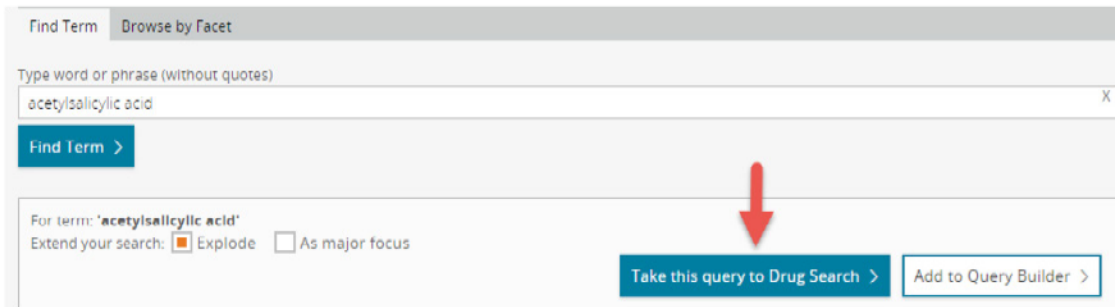 Find Term Browse by Facet
Type word or phrase (without quotes)
acetylsalicylic acid X
Find Term >
For term: 'acetylsalicylic acid'
Extend your search: Explode As major focus
Take this query to Drug Search > Add to Query Builder >